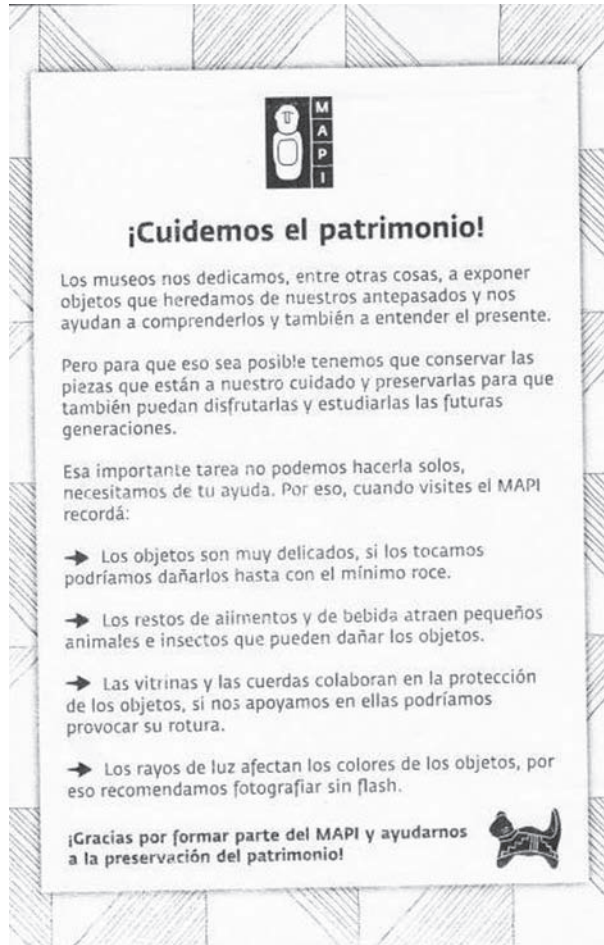 MAPI
¡Cuidemos el patrimonio!
Los museos nos dedicamos, entre otras cosas, a exponer
objetos que heredamos de nuestros antepasados y nos
ayudan a comprenderlos y también a entender el presente.
Pero para que eso sea posible tenemos que conservar las
piezas que están a nuestro cuidado y preservarlas para que
también puedan disfrutarlas y estudiarlas las futuras
generaciones.
Esa importante tarea no podemos hacerla solos,
necesitamos de tu ayuda. Por eso, cuando visites el MAPI
recordá:
➔ Los objetos son muy delicados, si los tocamos
podríamos dañarlos hasta con el mínimo roce.
➔ Los restos de alimentos y de bebida atraen pequeños
animales e insectos que pueden dañar los objetos.
➔ Las vitrinas y las cuerdas colaboran en la protección
de los objetos, si nos apoyamos en ellas podríamos
provocar su rotura.
➔ Los rayos de luz afectan los colores de los objetos, por
eso recomendamos fotografiar sin flash.
¡Gracias por formar parte del MAPI y ayudarnos
a la preservación del patrimonio!